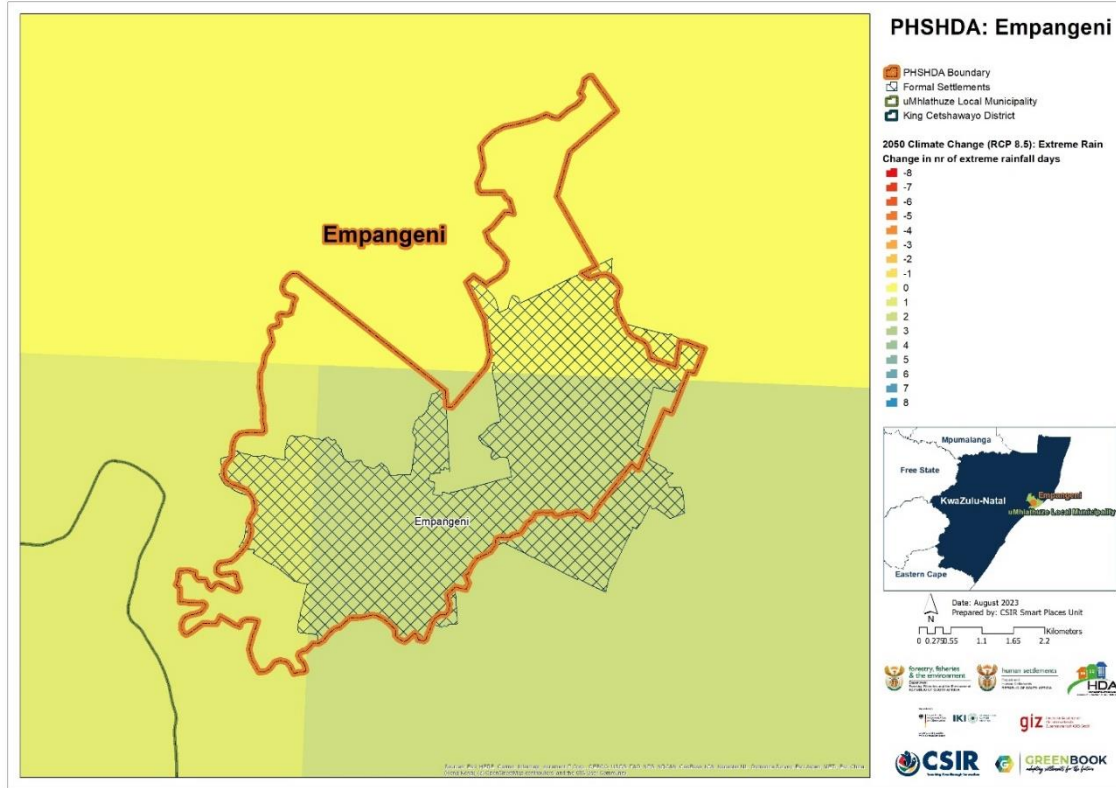 PHSHDA: Empangeni
PHSHDA Boundary
Formal Settlements
uMhlathuze Local Municipality
King Cetshawayo District
2050 Climate Change (RCP 8.5): Extreme Rain
Change in nr of extreme rainfall days
-8
-7
-6
-5
-4
-3
-2
-1
0
1
2
3
4
5
6
7
8
Empangeni
Empangeni
Mpumalanga
Free State
KwaZulu-Natal
Empangeni
uMhlathuze Local Municipality
Eastern Cape
N
Date: August 2023
Prepared by: CSIR Smart Places Unit
Kilometers
0 0.2750.55 1.1 1.65 2.2
forestry, fisheries
& the environment
human settlements
HDA
IKI
giz
CSIR
GREENBOOK